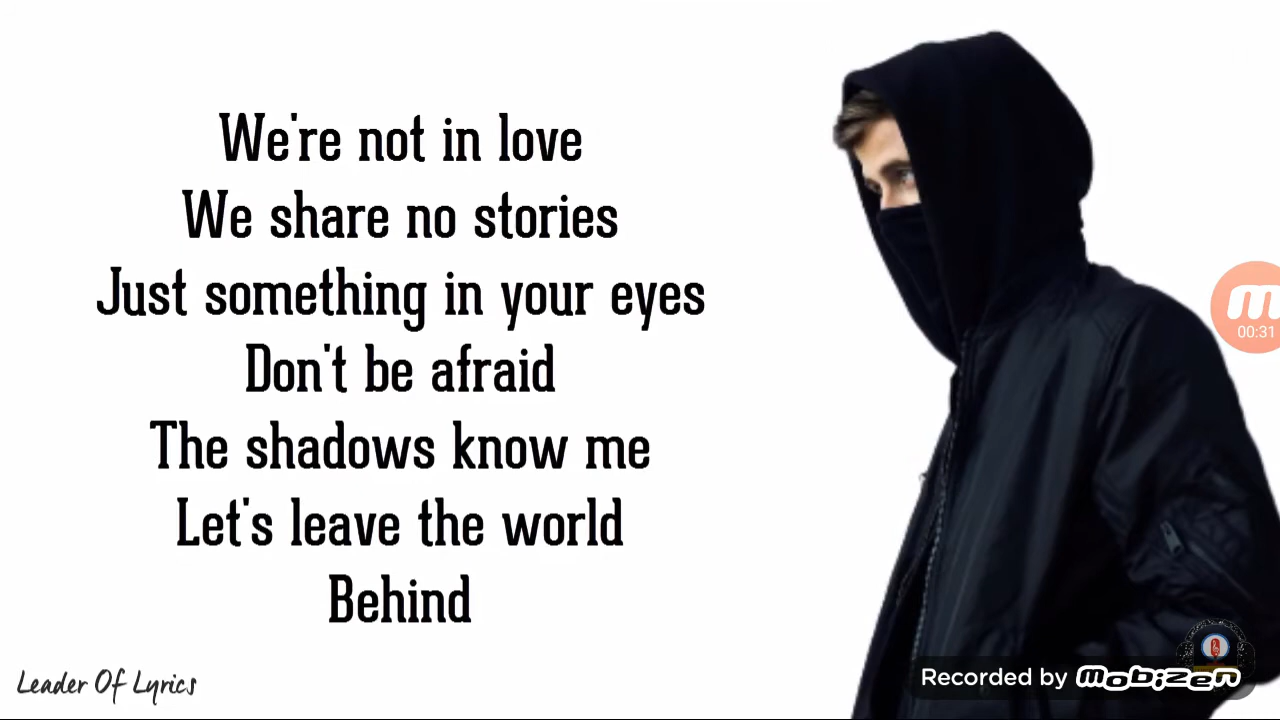 We're not in love
We share no stories
Just something in your eyes
Don't be afraid
The shadows know me
Let's leave the world
Behind
00:31
Leader Of Lyrics
Recorded by mobizen